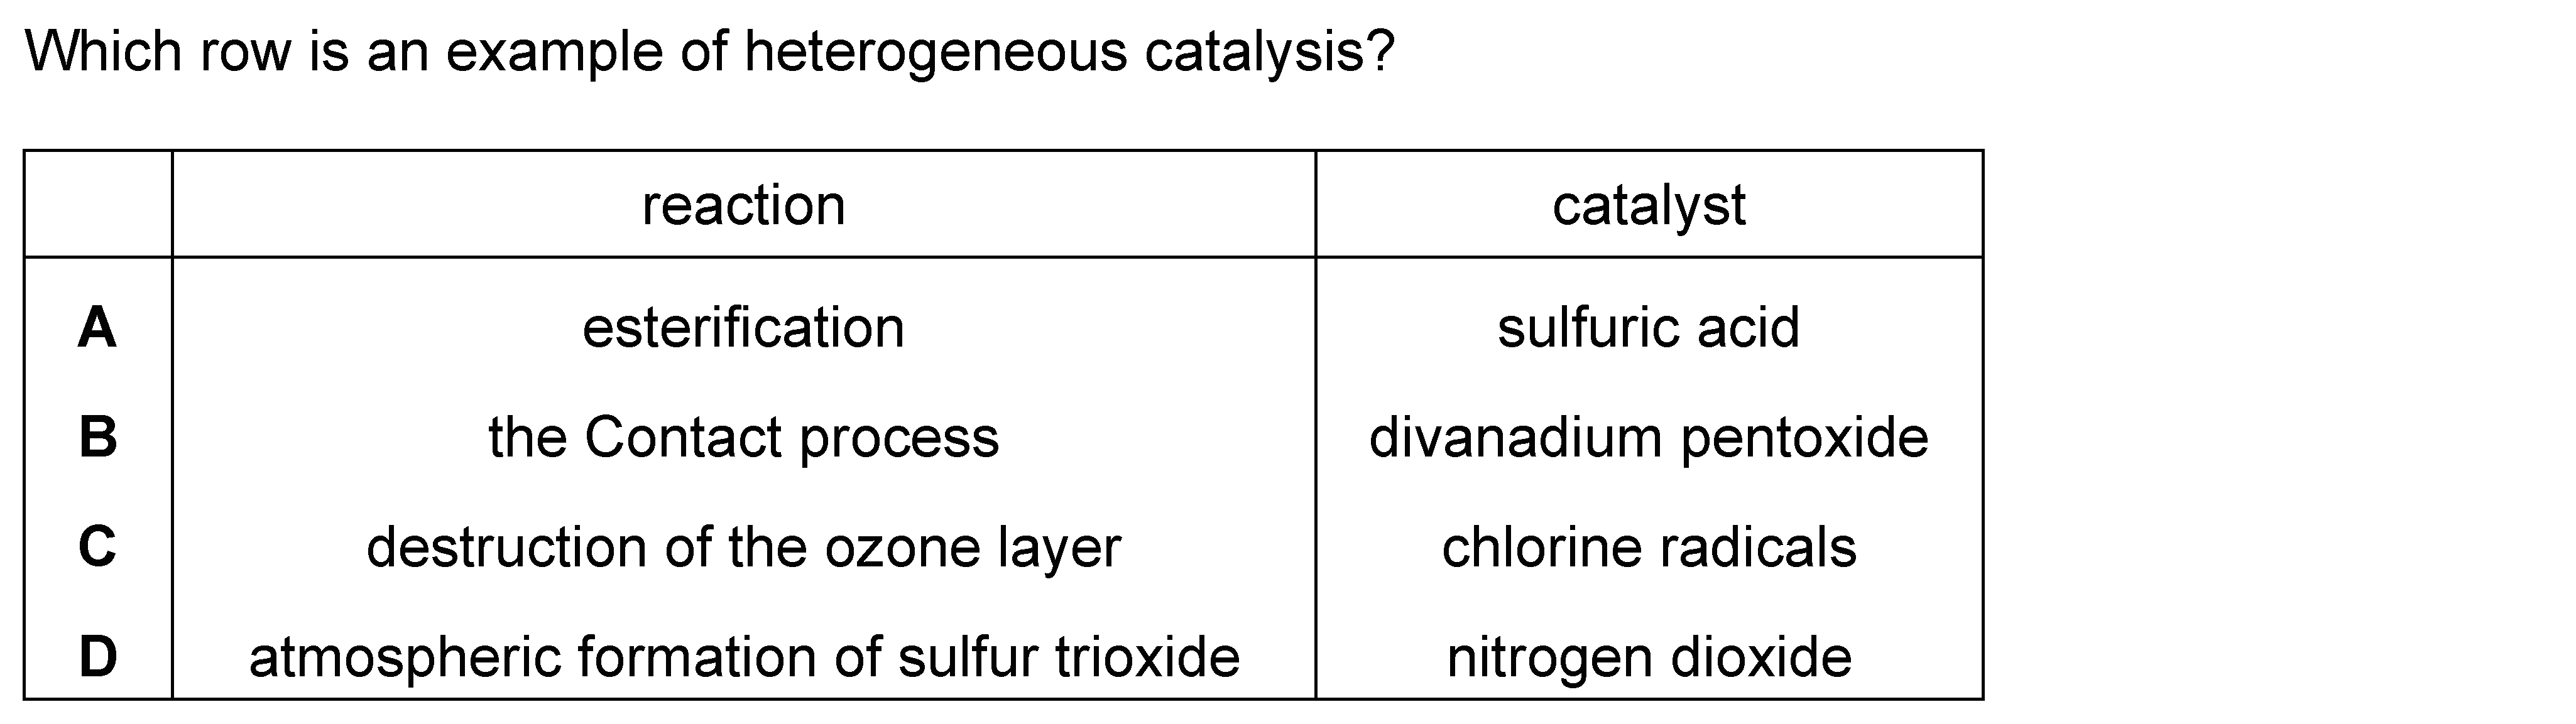 Which row is an example of heterogeneous catalysis?
reaction catalyst
A esterification sulfuric acid
B the Contact process divanadium pentoxide
C destruction of the ozone layer chlorine radicals
D atmospheric formation of sulfur trioxide nitrogen dioxide